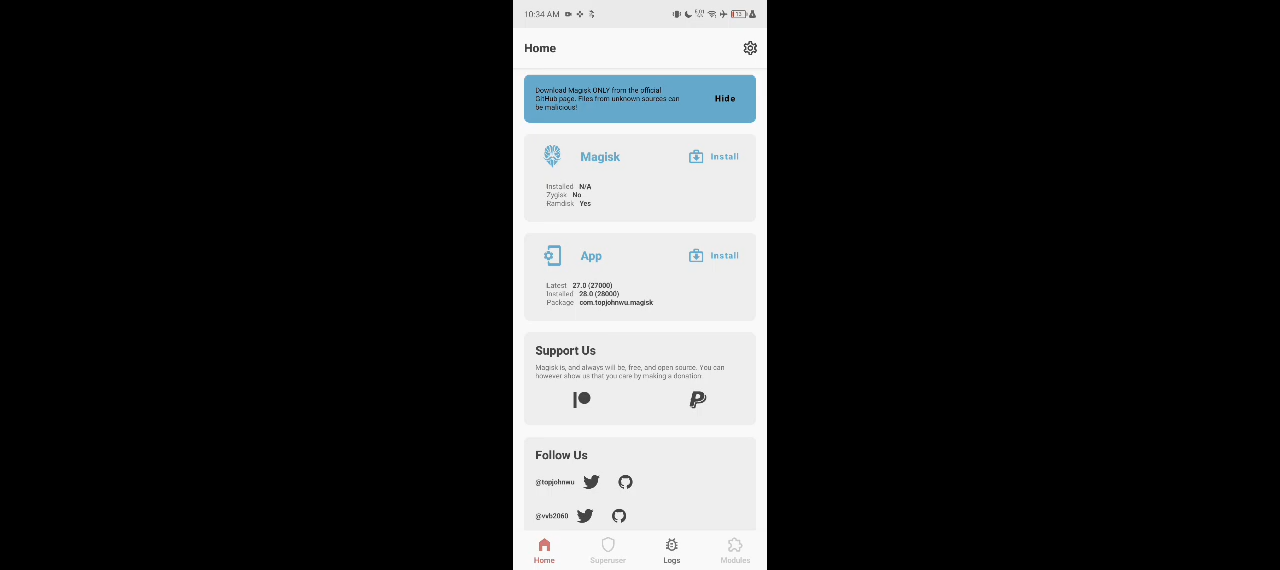 10:34 AM
Home
Download Magisk ONLY from the official
GitHub page. Files from unknown sources can
be malicious!
Hide
Magisk
Install
Installed N/A
Zygisk No
Ramdisk Yes
App
Install
Latest 27.0 (27000)
Installed 28.0 (28000)
Package com.topjohnwu.magisk
Support Us
Magisk is, and always will be, free, and open source. You can
however show us that you care by making a donation
Follow Us
@topjohnwu
@vvb2060
Home
Superuser
Logs
Modules